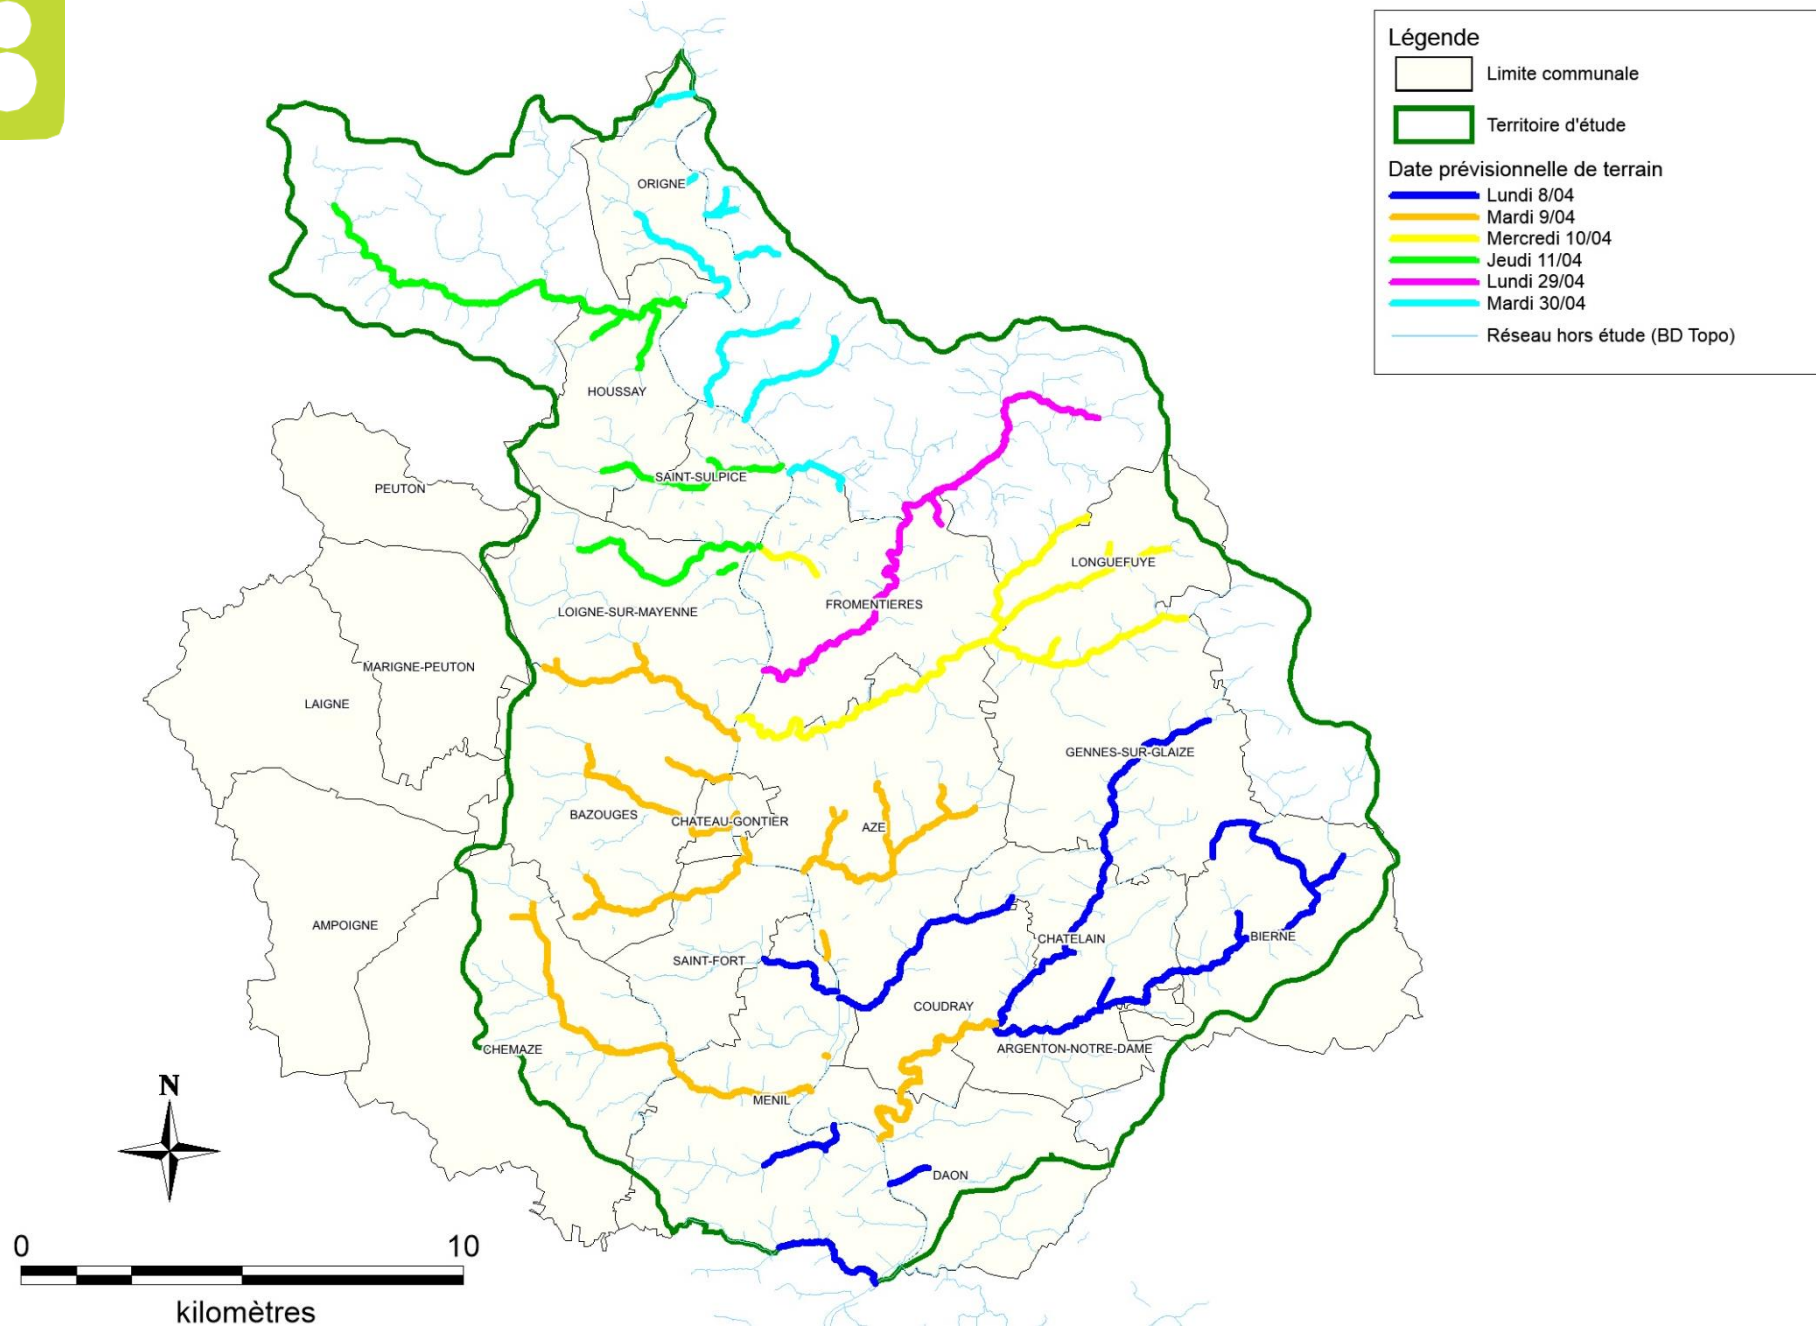 Légende
Limite communale
Territoire d'étude
Date prévisionnelle de terrain
Lundi 8/04
Mardi 9/04
Mercredi 10/04
Jeudi 11/04
Lundi 29/04
Mardi 30/04
Réseau hors étude (BD Topo)
ORIGNE
HOUSSAY
SAINT-SULPICE
PEUTON
LONGUEFUYE
FROMENTIERES
LOIGNE-SUR-MAYENNE
MARIGNE-PEUTON
LAIGNE
GENNES-SUR-GLAIZE
BAZOUGES
CHATEAU-GONTIER
AZE
AMPOIGNE
CHATELAIN
BIERNE
SAINT-FORT
COUDRAY
CHEMAZE
ARGENTON-NOTRE-DAME
MENIL
DAON
N
0 10
kilomètres